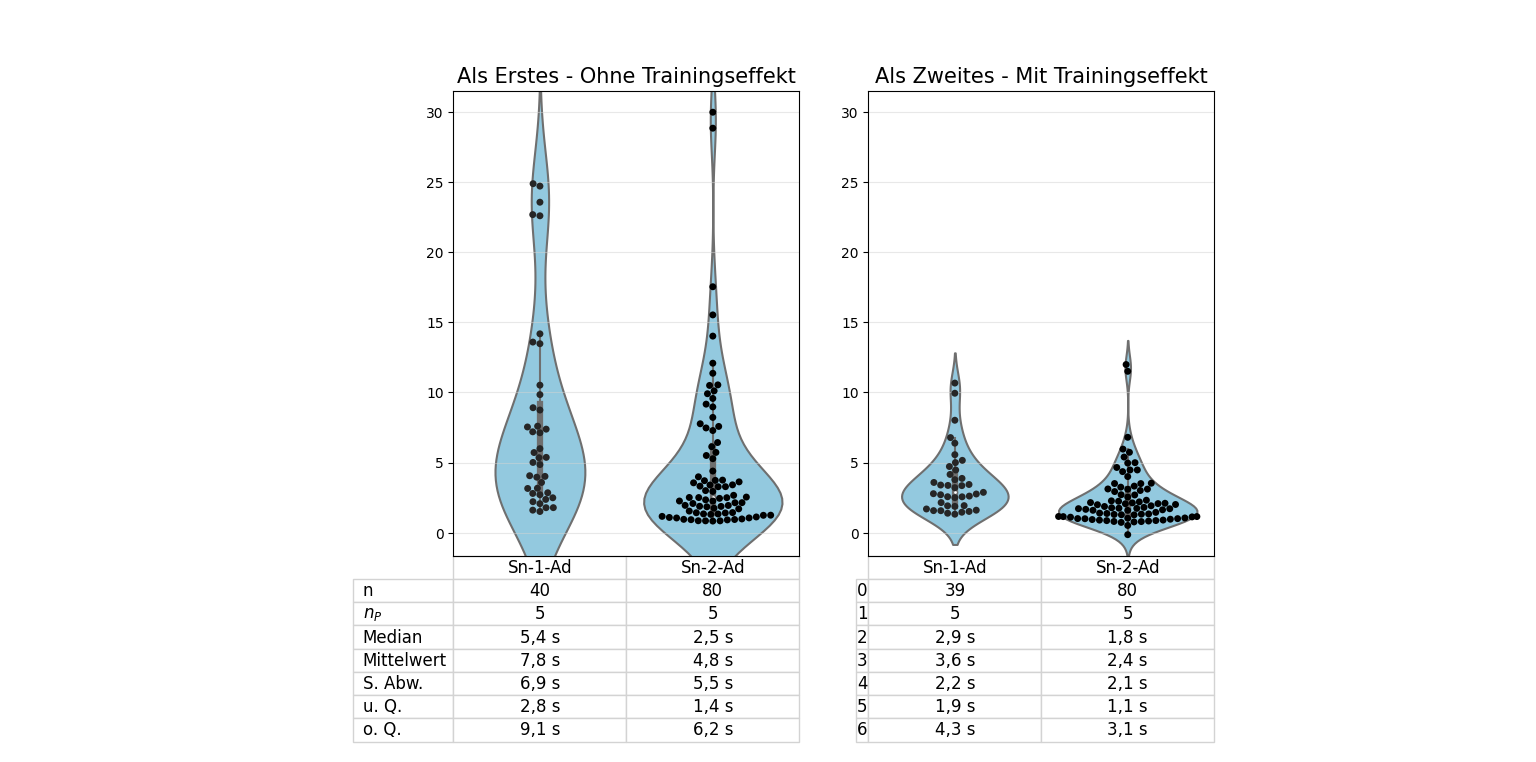 Als Erstes - Ohne Trainingseffekt Als Zweites - Mit Trainingseffekt
30 30
25 25
20 20
15 15
10 10
5 5
0 0
Sn-1-Ad Sn-2-Ad Sn-1-Ad Sn-2-Ad
n 40 80 0 39 80
n_P 5 5 1 5 5
Median 5,4 s 2,5 s 2 2,9 s 1,8 s
Mittelwert 7,8 s 4,8 s 3 3,6 s 2,4 s
S. Abw. 6,9 s 5,5 s 4 2,2 s 2,1 s
u. Q. 2,8 s 1,4 s 5 1,9 s 1,1 s
o. Q. 9,1 s 6,2 s 6 4,3 s 3,1 s